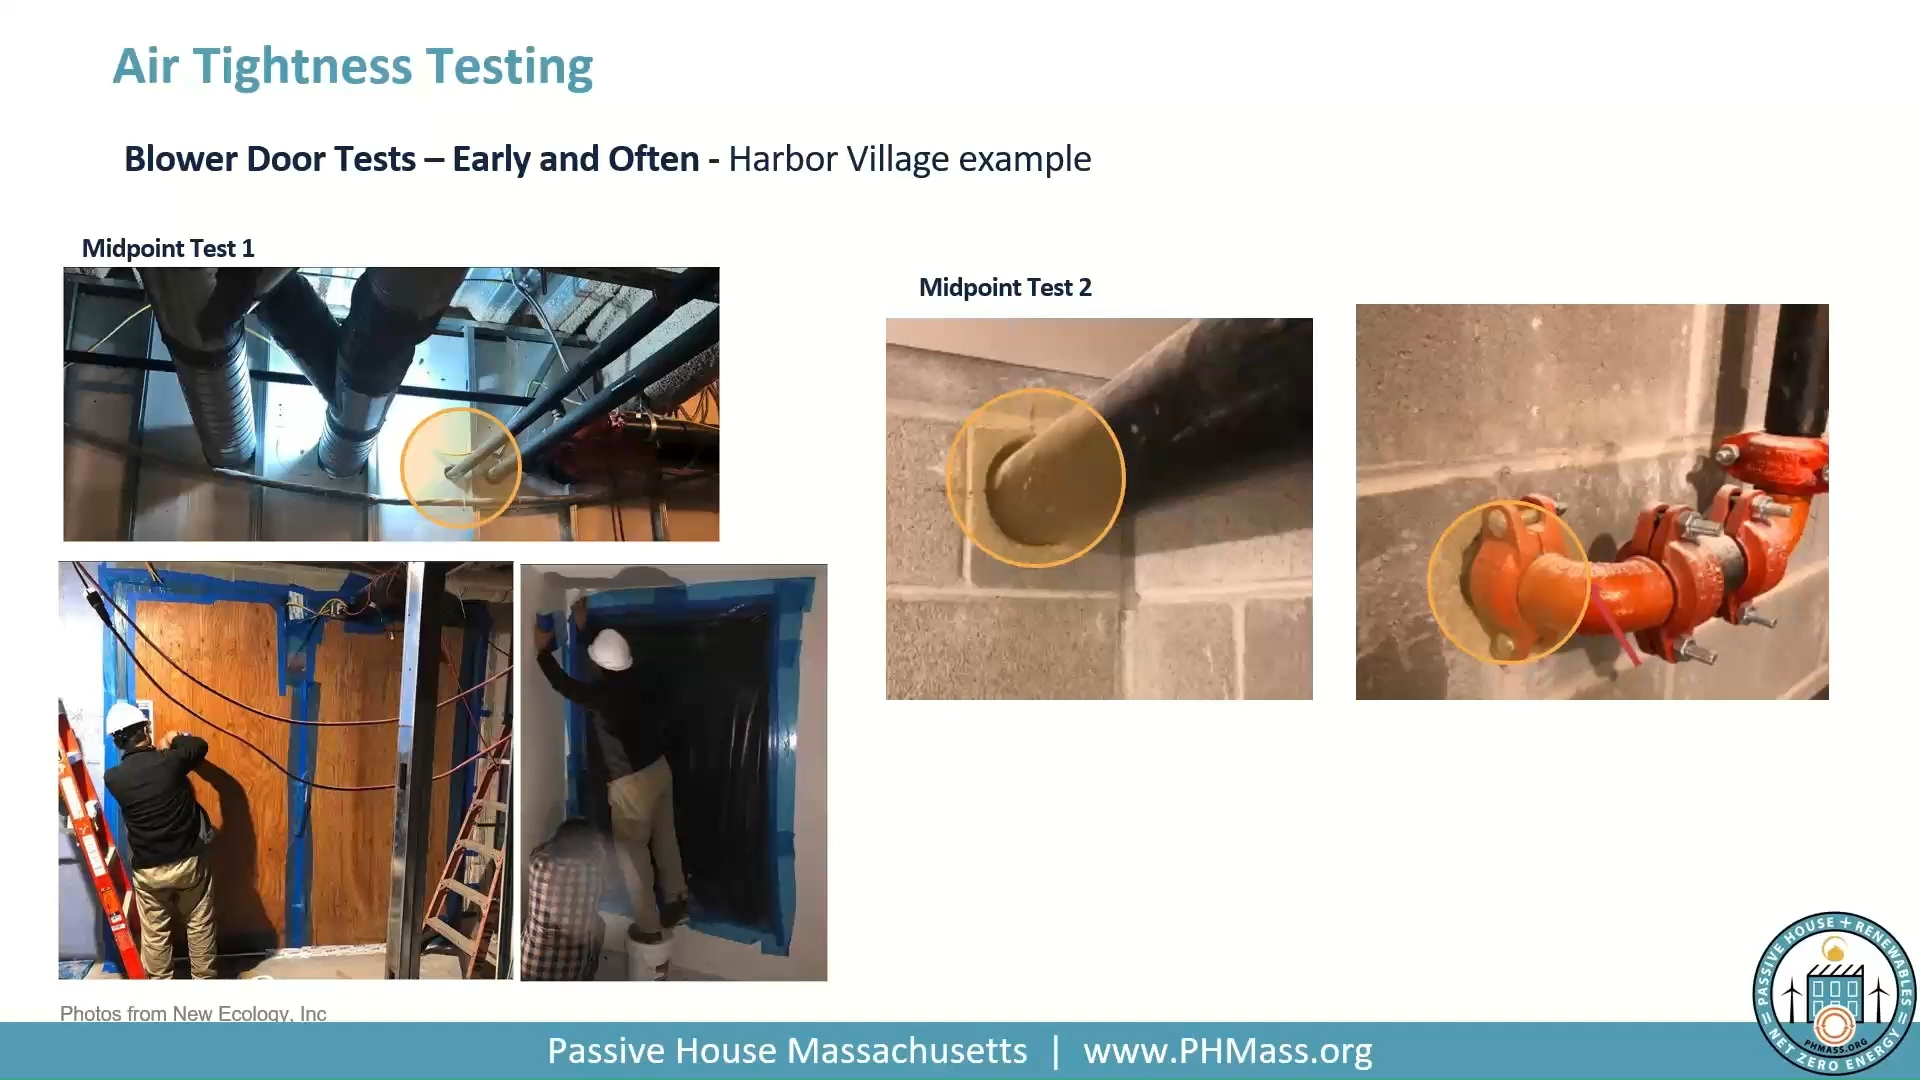 Air Tightness Testing
Blower Door Tests – Early and Often - Harbor Village example
Midpoint Test 1
Midpoint Test 2
Photos from New Ecology, Inc
Passive House Massachusetts | www.PHMass.org
PASSIVE HOUSE + RENEWABLES
= NET ZERO ENERGY =
PHMASS.ORG